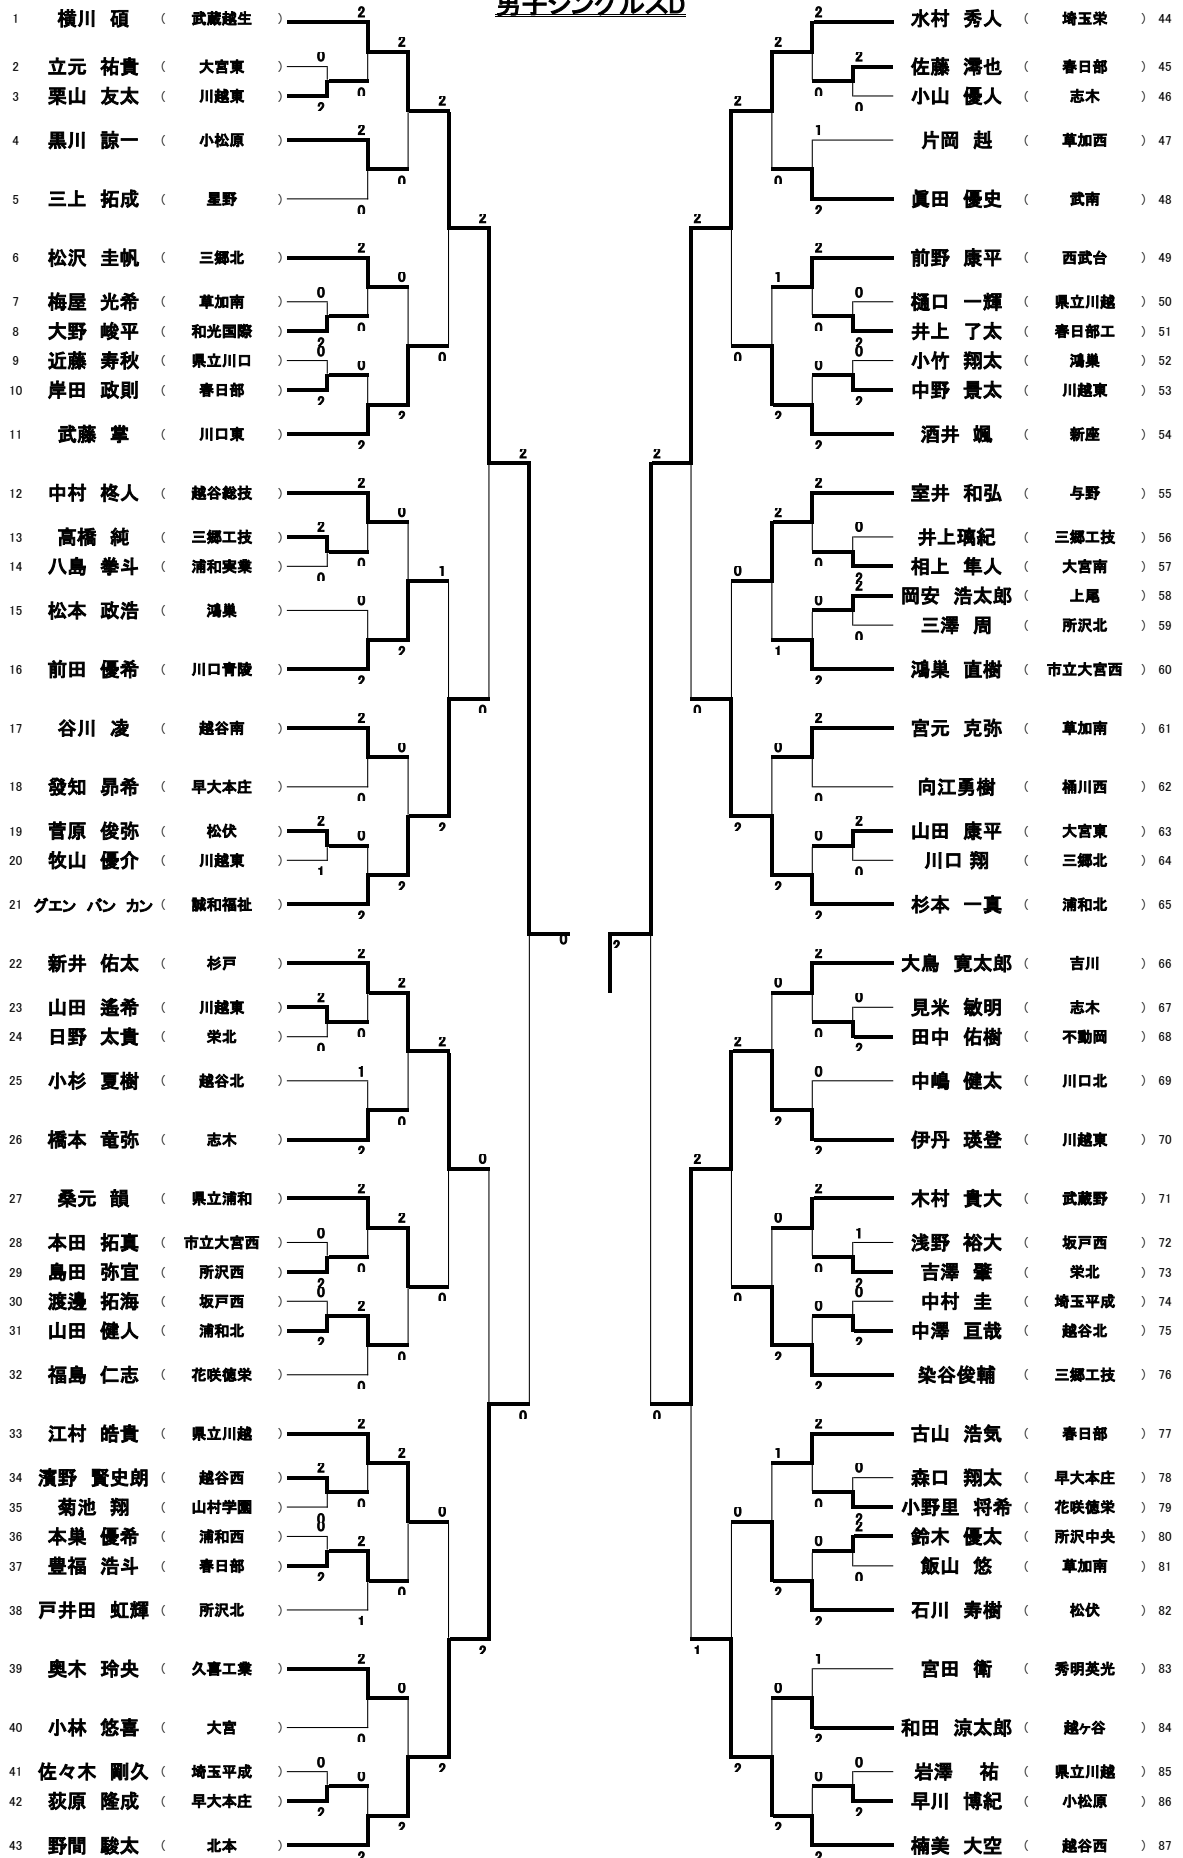 男子シングルスD
1 横川 碩 武蔵越生
2 立元 祐貴 ( 大宮東 )
3 栗山 友太 ( 川越東 )
4 黒川 諒一 ( 小松原 )
5 三上 拓成 ( 星野 )
6 松沢 圭帆 ( 三郷北 )
7 梅屋 光希 ( 草加南 )
8 大野 峻平 ( 和光国際 )
9 近藤 寿秋 ( 県立川口 )
10 岸田 政則 ( 春日部 )
11 武藤 掌 ( 川口東 )
12 中村 柊人 ( 越谷総技 )
13 高橋 純 ( 三郷工技 )
14 八島 拳斗 ( 浦和実業 )
15 松本 政浩 ( 鴻巣 )
16 前田 優希 ( 川口青陵 )
17 谷川 凌 ( 越谷南 )
18 發知 昴希 ( 早大本庄 )
19 菅原 俊弥 ( 松伏 )
20 牧山 優介 ( 川越東 )
21 グエン バン カン ( 誠和福祉 )
22 新井 佑太 ( 杉戸 )
23 山田 遙希 ( 川越東 )
24 日野 太貴 ( 栄北 )
25 小杉 夏樹 ( 越谷北 )
26 橋本 竜弥 ( 志木 )
27 桑元 韻 ( 県立浦和 )
28 本田 拓真 ( 市立大宮西 )
29 島田 弥宜 ( 所沢西 )
30 渡邊 拓海 ( 坂戸西 )
31 山田 健人 ( 浦和北 )
32 福島 仁志 ( 花咲徳栄 )
33 江村 皓貴 ( 県立川越 )
34 濱野 賢史朗 ( 越谷西 )
35 菊池 翔 ( 山村学園 )
36 本巣 優希 ( 浦和西 )
37 豊福 浩斗 ( 春日部 )
38 戸井田 虹輝 ( 所沢北 )
39 奥木 玲央 ( 久喜工業 )
40 小林 悠喜 ( 大宮 )
41 佐々木 剛久 ( 埼玉平成 )
42 荻原 隆成 ( 早大本庄 )
43 野間 駿太 ( 北本 )
水村 秀人 ( 埼玉栄 ) 44
佐藤 澪也 ( 春日部 ) 45
小山 優人 ( 志木 ) 46
片岡 赳 ( 草加西 ) 47
眞田 優史 ( 武南 ) 48
前野 康平 ( 西武台 ) 49
樋口 一輝 ( 県立川越 ) 50
井上 了太 ( 春日部工 ) 51
小竹 翔太 ( 鴻巣 ) 52
中野 景太 ( 川越東 ) 53
酒井 颯 ( 新座 ) 54
室井 和弘 ( 与野 ) 55
井上璃紀 ( 三郷工技 ) 56
相上 隼人 ( 大宮南 ) 57
岡安 浩太郎 ( 上尾 ) 58
三澤 周 ( 所沢北 ) 59
鴻巣 直樹 ( 市立大宮西 ) 60
宮元 克弥 ( 草加南 ) 61
向江勇樹 ( 桶川西 ) 62
山田 康平 ( 大宮東 ) 63
川口 翔 ( 三郷北 ) 64
杉本 一真 ( 浦和北 ) 65
大鳥 寛太郎 ( 吉川 ) 66
見米 敏明 ( 志木 ) 67
田中 佑樹 ( 不動岡 ) 68
中嶋 健太 ( 川口北 ) 69
伊丹 瑛登 ( 川越東 ) 70
木村 貴大 ( 武蔵野 ) 71
浅野 裕大 ( 坂戸西 ) 72
吉澤 肇 ( 栄北 ) 73
中村 圭 ( 埼玉平成 ) 74
中澤 亘哉 ( 越谷北 ) 75
染谷俊輔 ( 三郷工技 ) 76
古山 浩気 ( 春日部 ) 77
森口 翔太 ( 早大本庄 ) 78
小野里 将希 ( 花咲徳栄 ) 79
鈴木 優太 ( 所沢中央 ) 80
飯山 悠 ( 草加南 ) 81
石川 寿樹 ( 松伏 ) 82
宮田 衛 ( 秀明英光 ) 83
和田 涼太郎 ( 越ヶ谷 ) 84
岩澤 祐 ( 県立川越 ) 85
早川 博紀 ( 小松原 ) 86
楠美 大空 ( 越谷西 ) 87